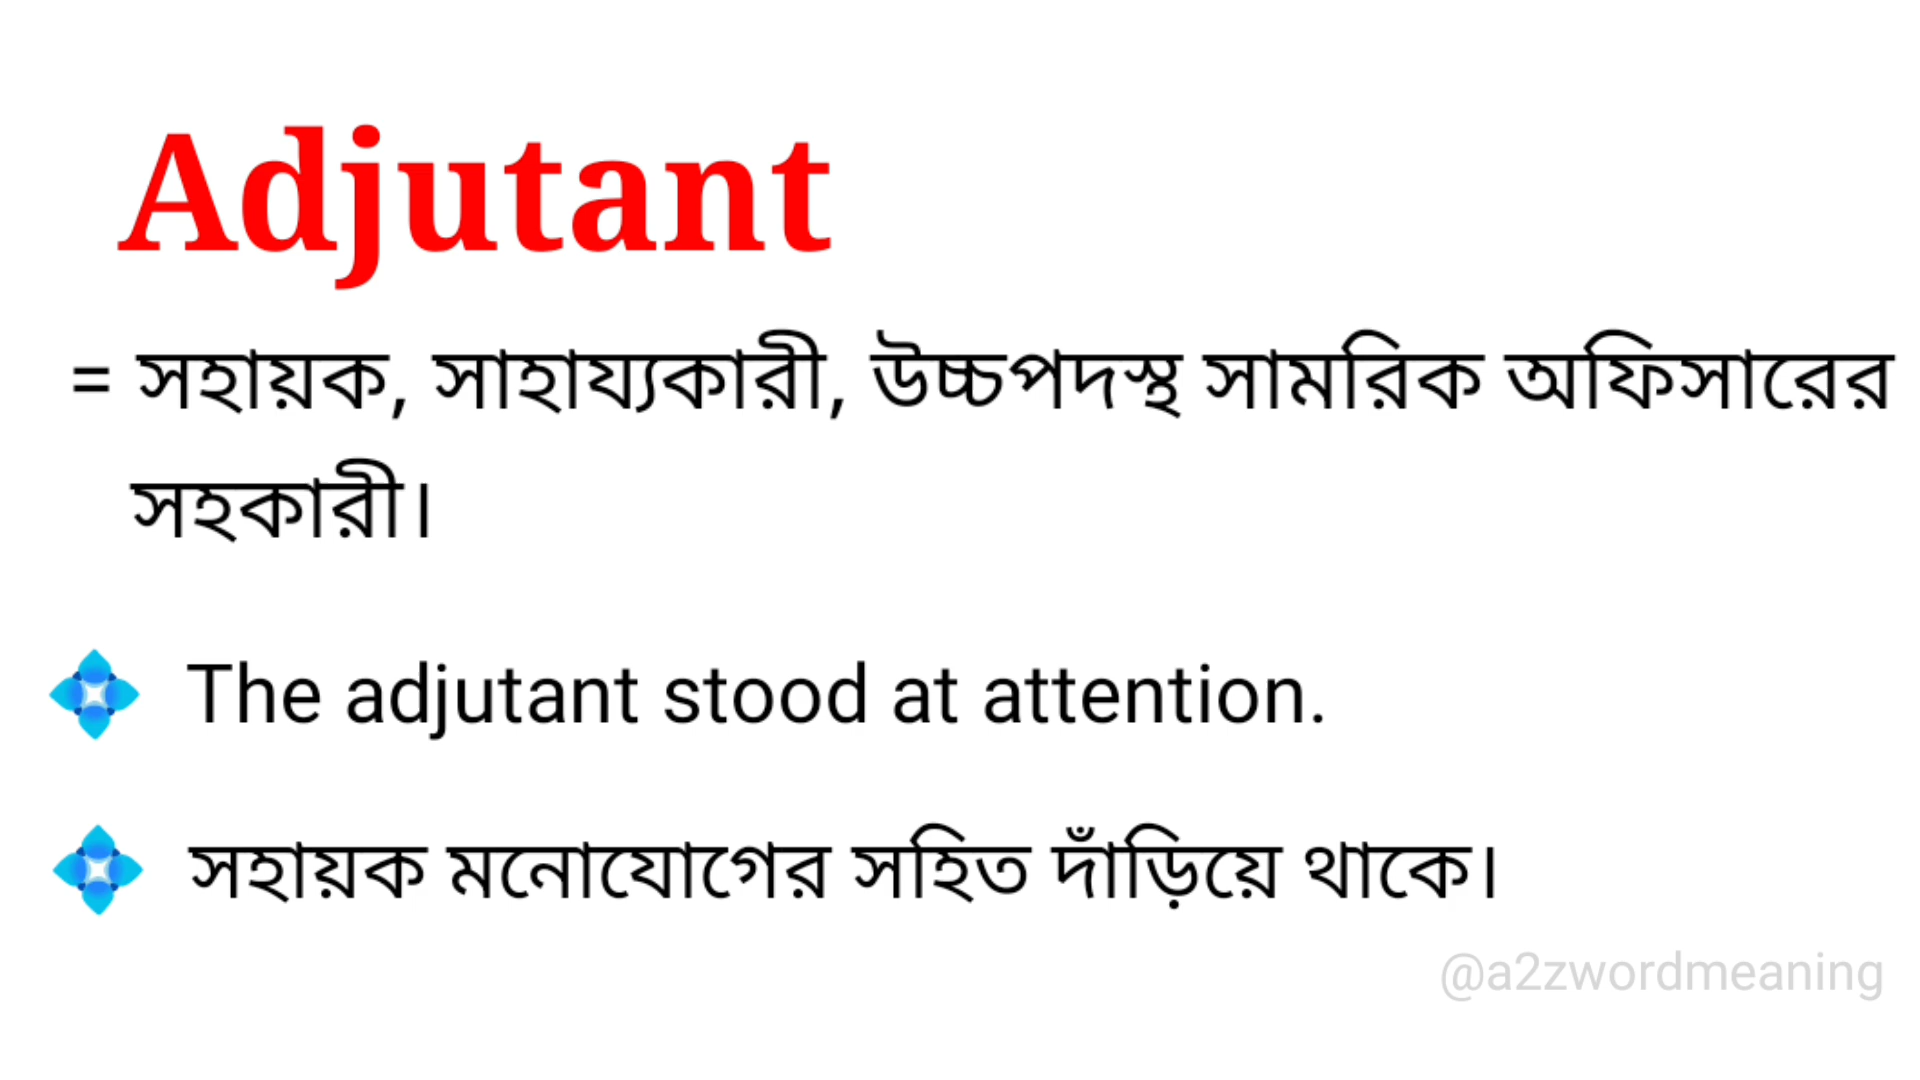 Adjutant
= সহায়ক, সাহায্যকারী, উচ্চপদস্থ সামরিক অফিসারের
সহকারী।
The adjutant stood at attention.
সহায়ক মনোযোগের সহিত দাঁড়িয়ে থাকে।
@a2zwordmeaning